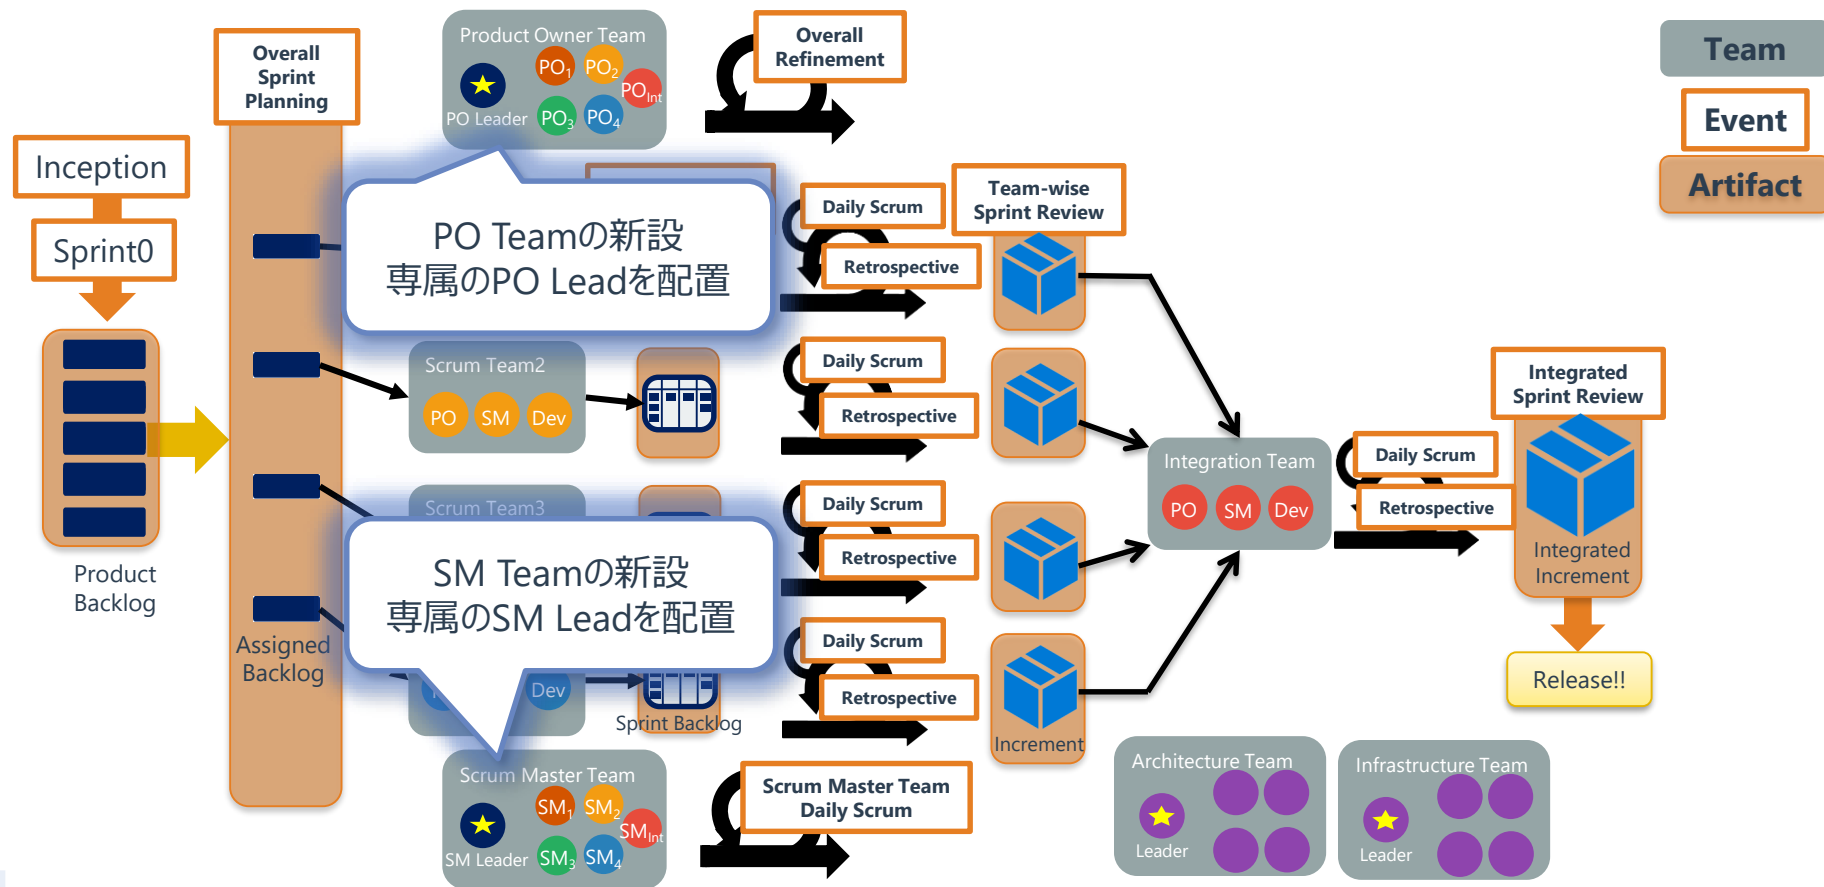 Overall
Sprint
Planning
Product Owner Team
PO1
PO2
POInt
PO Leader
PO3
PO4
Overall
Refinement
Team
Event
Artifact
Inception
Sprint0
Product
Backlog
Assigned
Backlog
PO Teamの新設
専属のPO Leadを配置
Daily Scrum
Retrospective
Team-wise
Sprint Review
Scrum Team2
PO
SM
Dev
Daily Scrum
Retrospective
Scrum Team3
Daily Scrum
Retrospective
SM Teamの新設
専属のSM Leadを配置
Dev
Sprint Backlog
Daily Scrum
Retrospective
Increment
Integration Team
PO
SM
Dev
Daily Scrum
Retrospective
Integrated
Sprint Review
Integrated
Increment
Release!!
Scrum Master Team
SM1
SM2
SMInt
SM Leader
SM3
SM4
Scrum Master Team
Daily Scrum
Architecture Team
Leader
Infrastructure Team
Leader